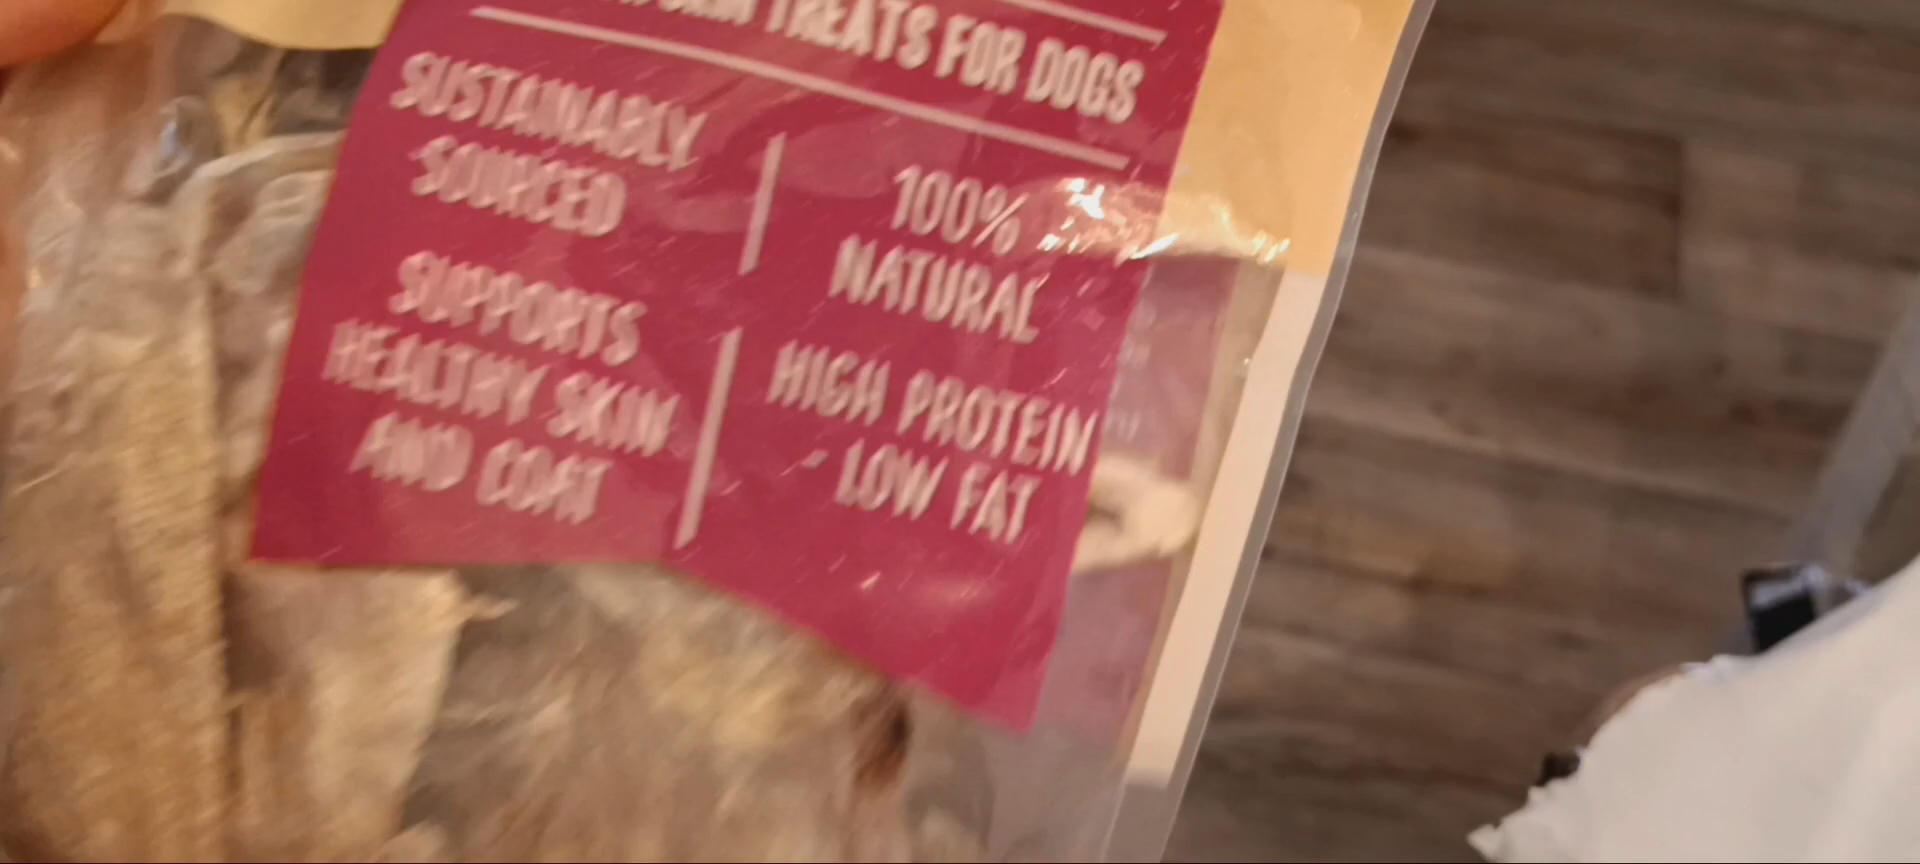 TREATS FOR DOGS
SUSTAINABLY
SOURCED
100%
NATURAL
SUPPORTS
HEALTHY SKIN
AND COAT
HIGH PROTEIN
- LOW FAT